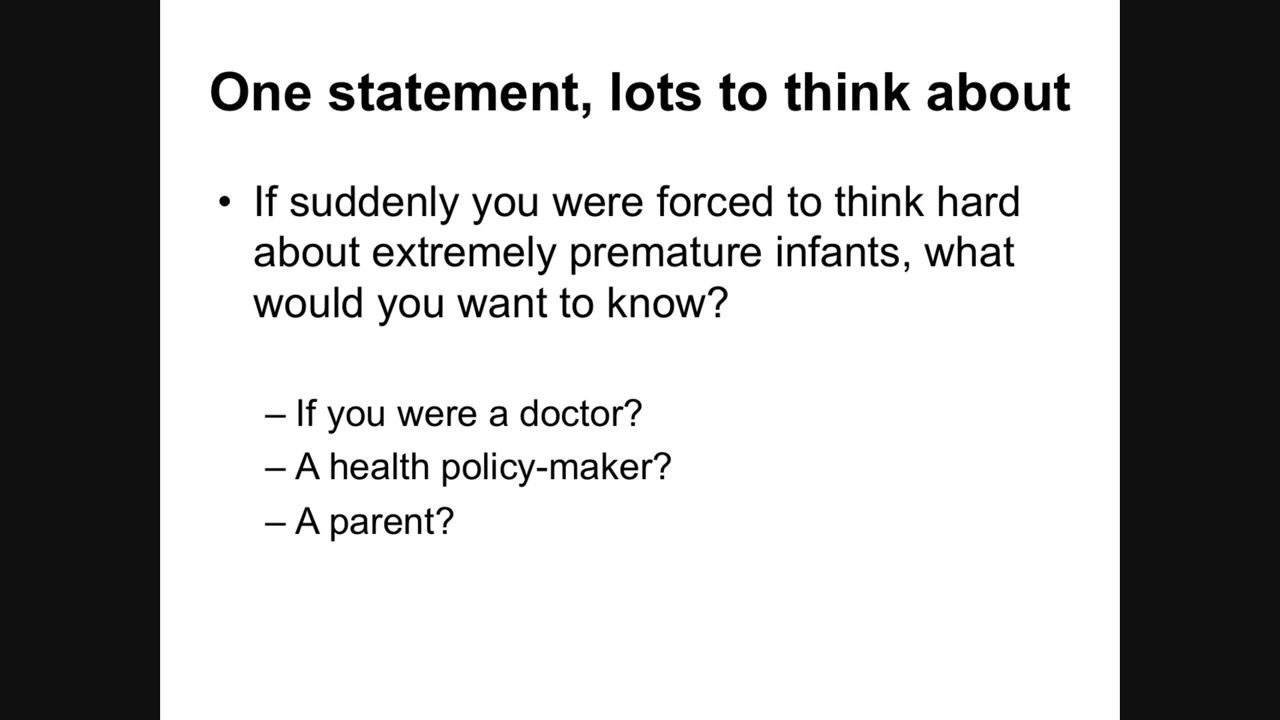 One statement, lots to think about
• If suddenly you were forced to think hard
about extremely premature infants, what
would you want to know?
– If you were a doctor?
– A health policy-maker?
– A parent?